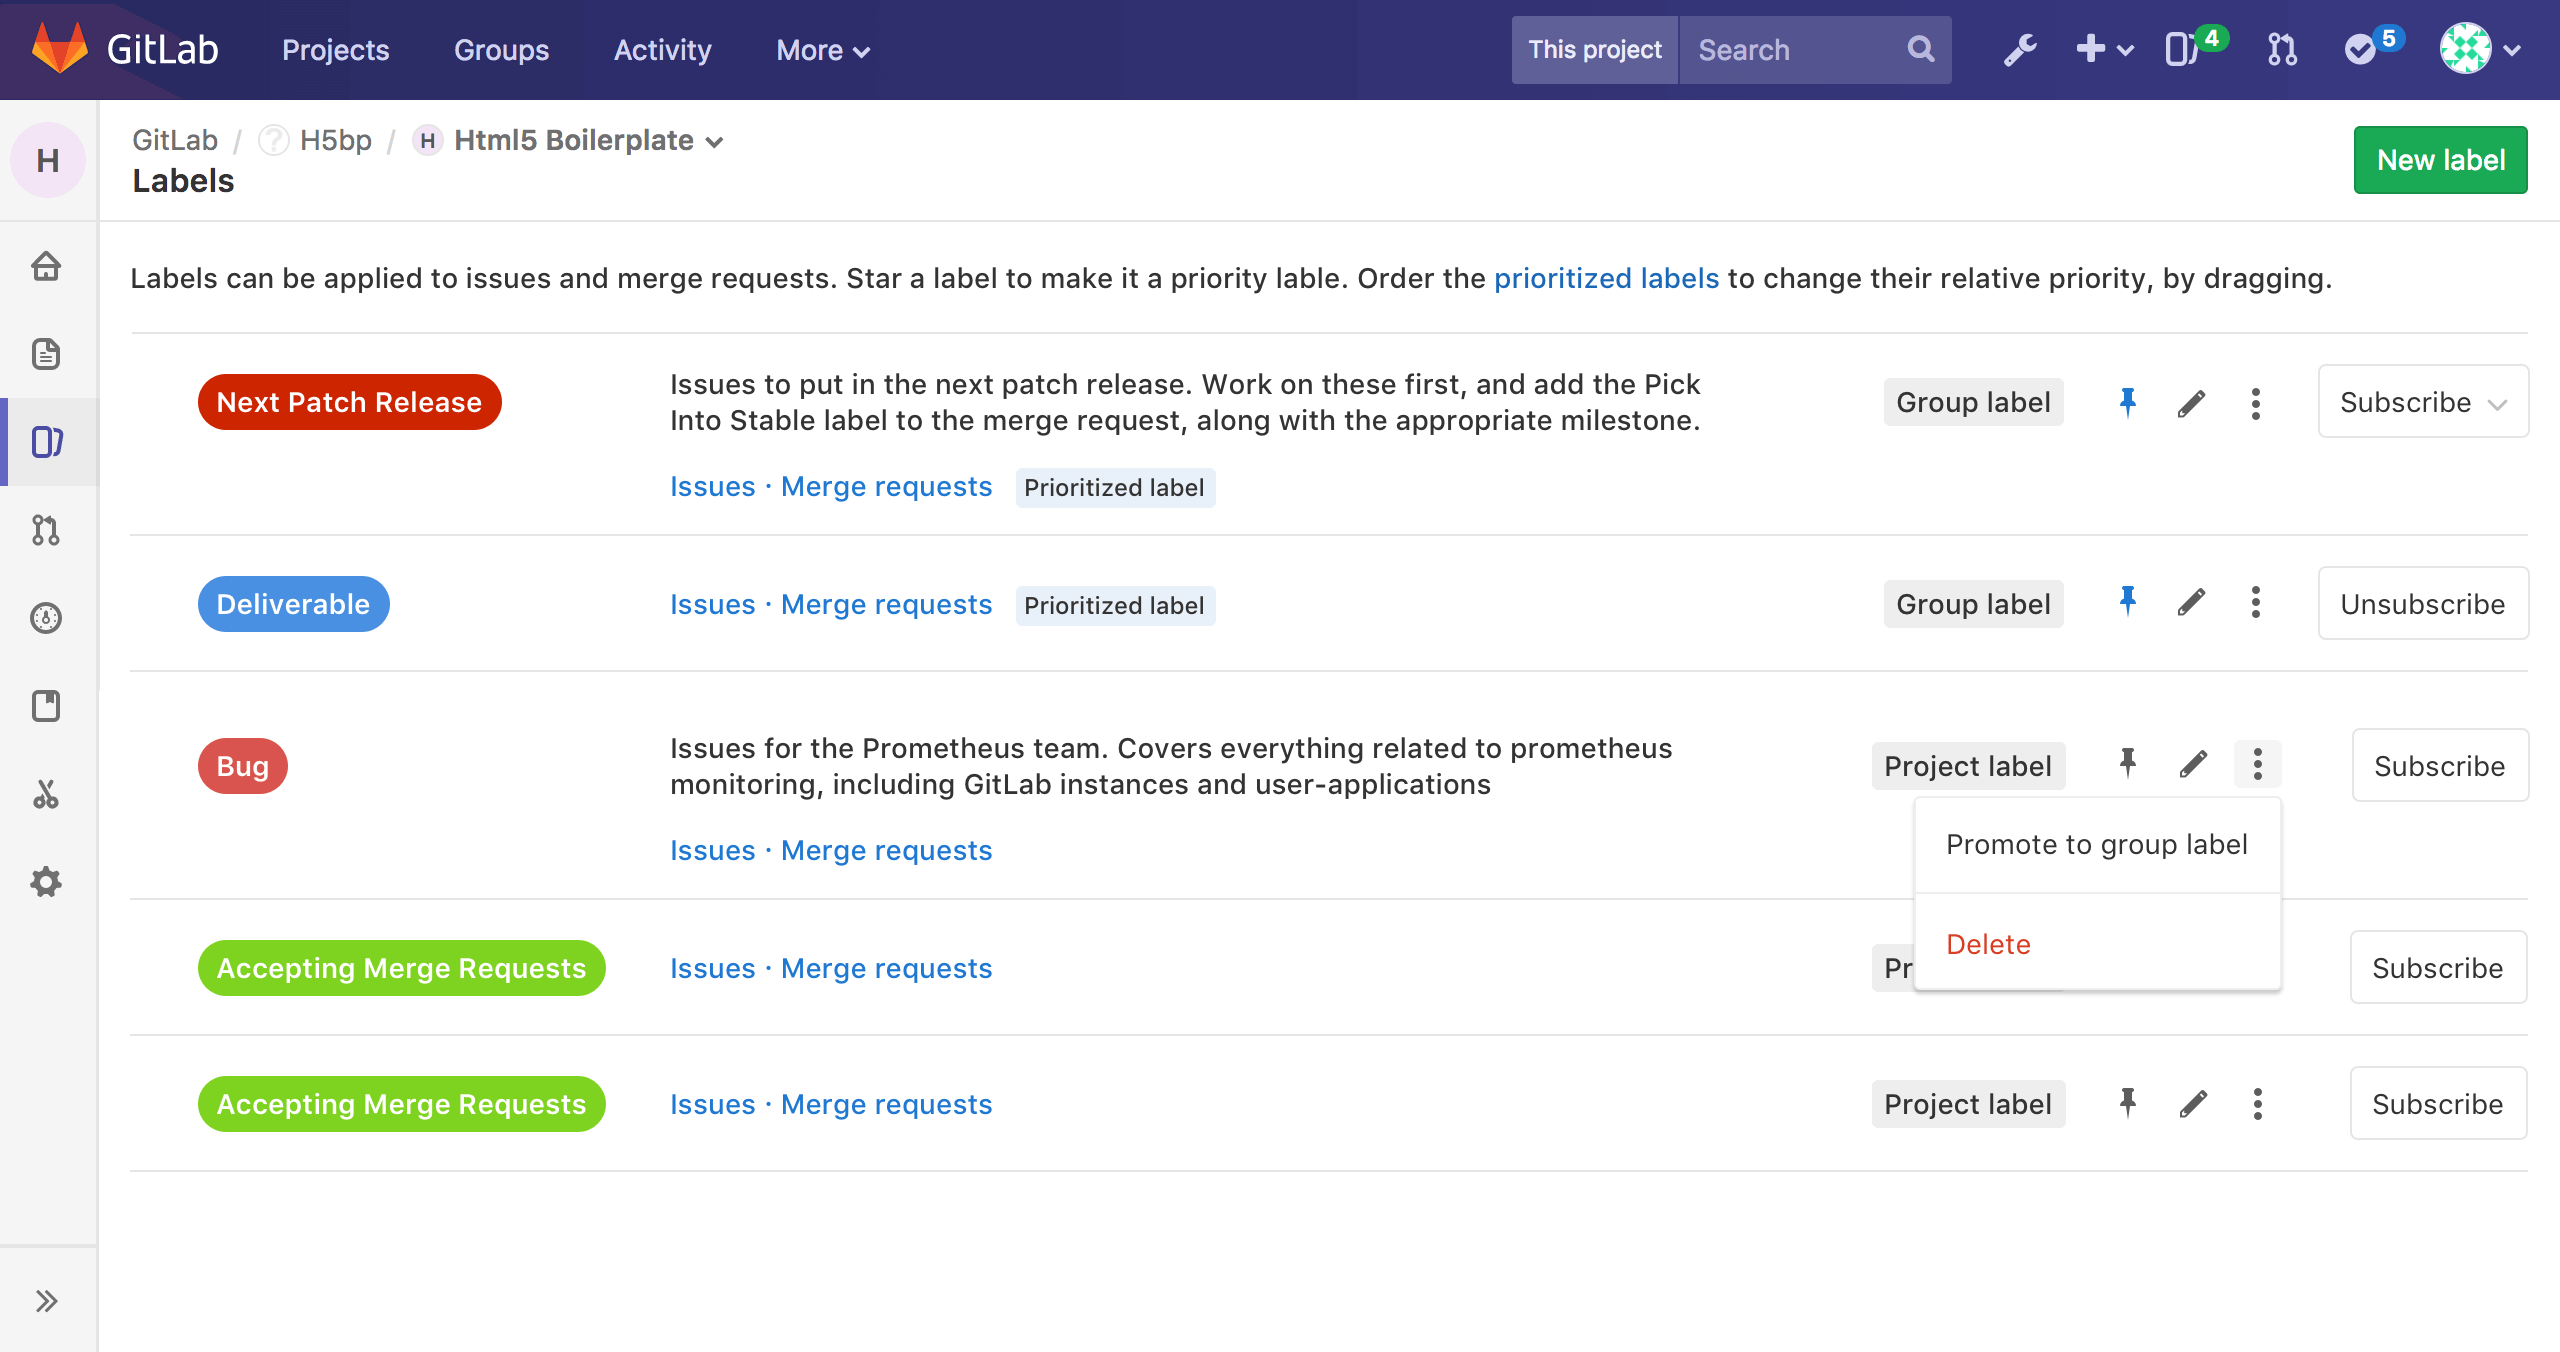 GitLab Projects Groups Activity More This project Search 4 5
H GitLab / ? H5bp / H Html5 Boilerplate
Labels
New label
Labels can be applied to issues and merge requests. Star a label to make it a priority lable. Order the prioritized labels to change their relative priority, by dragging.
Next Patch Release
Issues to put in the next patch release. Work on these first, and add the Pick
Into Stable label to the merge request, along with the appropriate milestone.
Issues · Merge requests Prioritized label
Group label Subscribe
Deliverable Issues · Merge requests Prioritized label Group label Unsubscribe
Bug
Issues for the Prometheus team. Covers everything related to prometheus
monitoring, including GitLab instances and user-applications
Issues · Merge requests
Project label Subscribe
Promote to group label
Delete
Accepting Merge Requests Issues · Merge requests Pr Subscribe
Accepting Merge Requests Issues · Merge requests Project label Subscribe